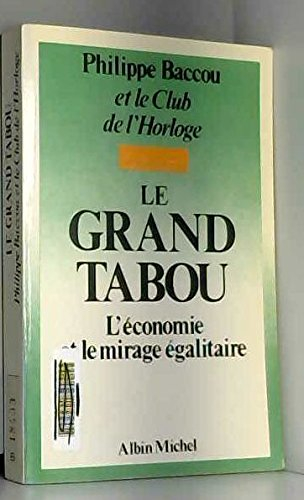 Philippe Baccou
et le Club
de l'Horloge
LE
GRAND
TABOU
L'économie
et le mirage égalitaire
Albin Michel
LE GRAND TABOU
Philippe Baccou et le Club de l'Horloge